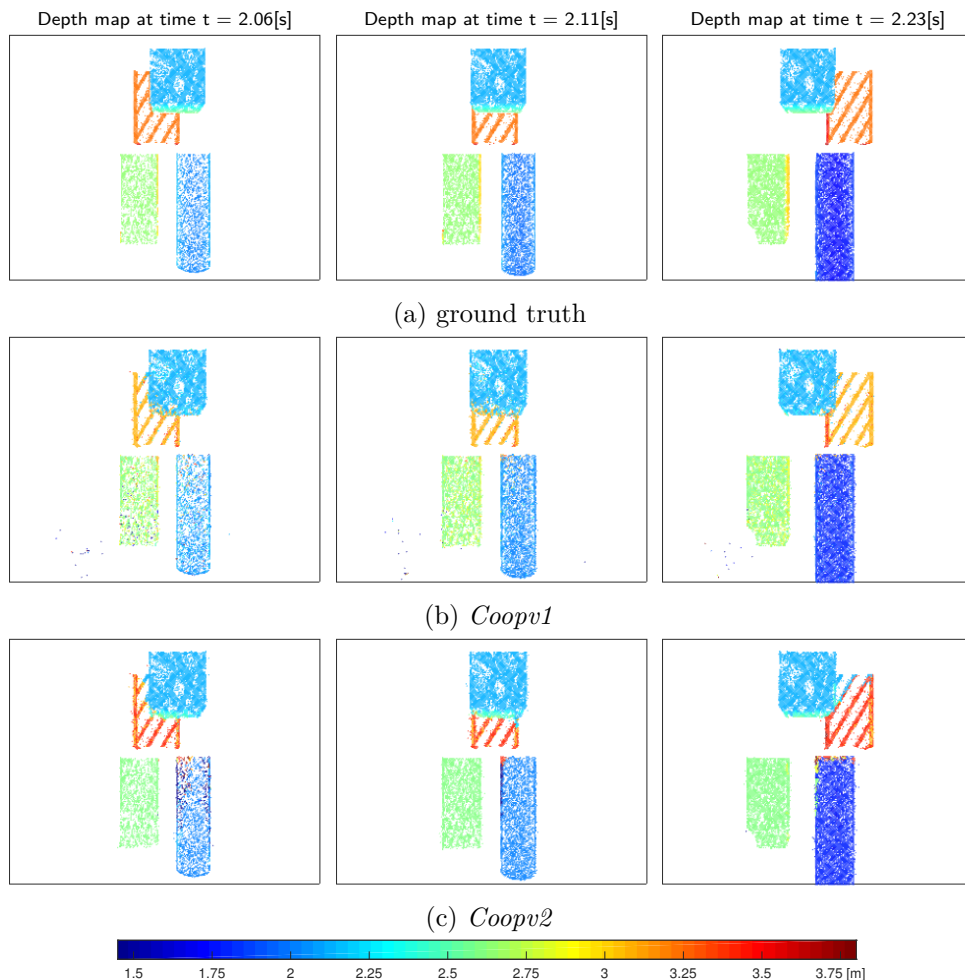 Depth map at time t = 2.06[s] Depth map at time t = 2.11[s] Depth map at time t = 2.23[s]
(a) ground truth
(b) Coopv1
(c) Coopv2
1.5 1.75 2 2.25 2.5 2.75 3 3.25 3.5 3.75 [m]